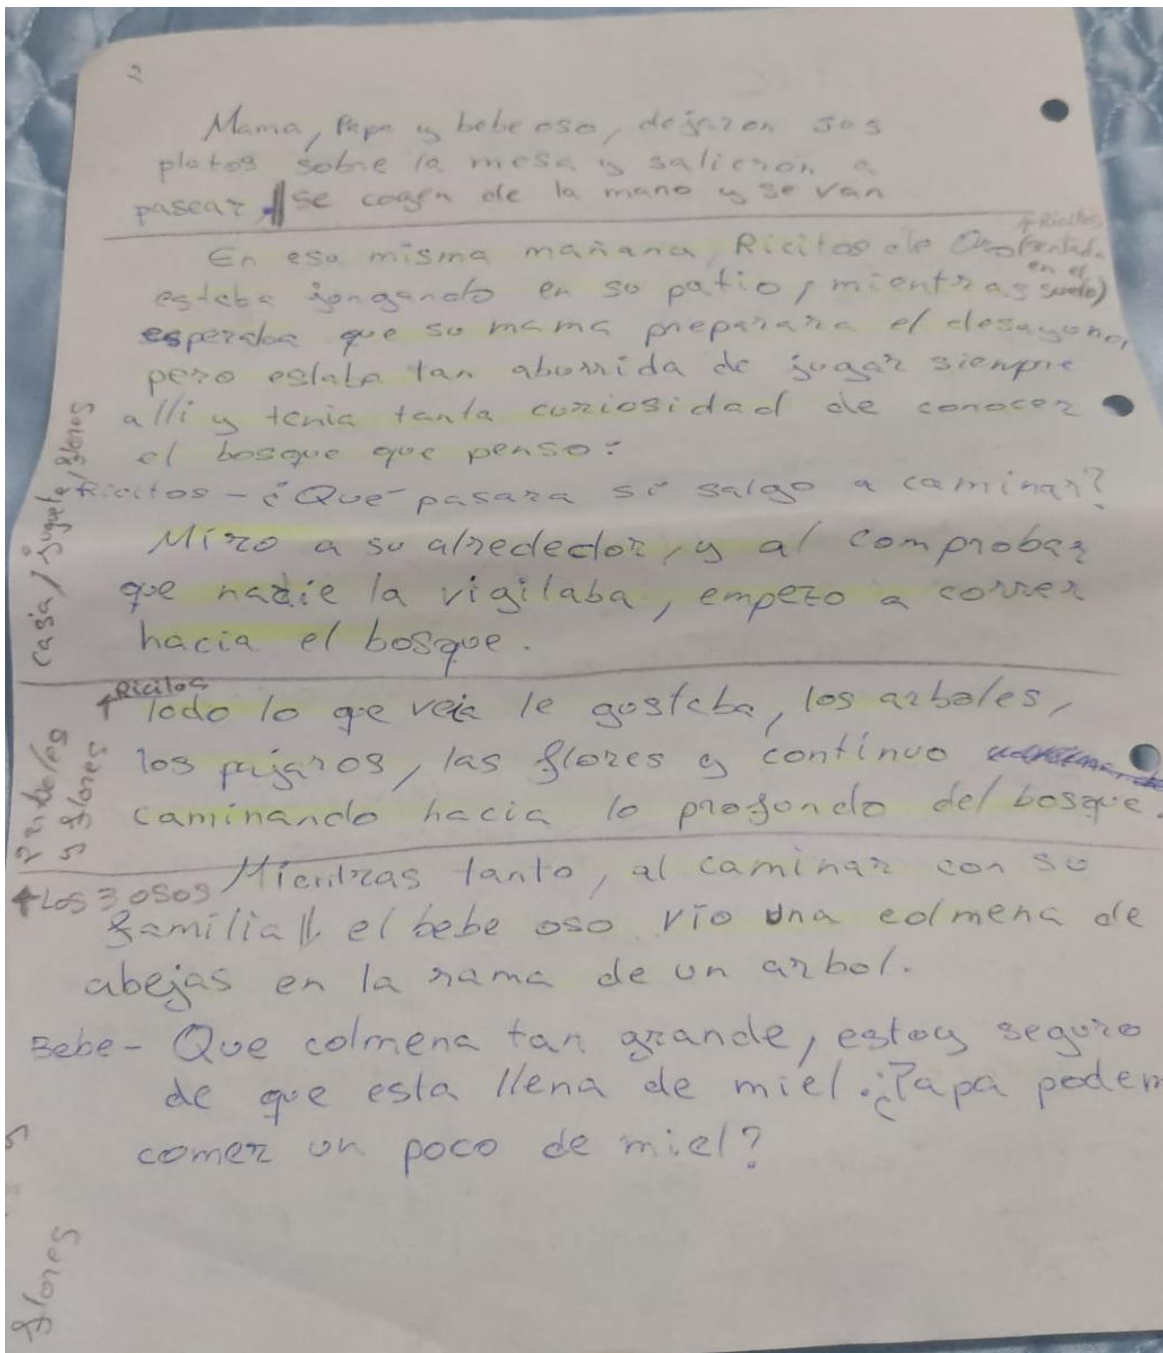 Mama, Papa y bebe oso, dejaron sus
platos sobre la mesa y salieron a
pasear, || se cogen de la mano y se van
↑ Ricitos
(sentada
en el
suelo)
En esa misma mañana, Ricitos de Oro
estaba jungando en su patio, mientras
esperaba que su mama preparara el desayuno,
pero estaba tan aburrida de jugar siempre
alli y tenia tanta curiosidad de conocer
el bosque que penso:
Ricitos - ¿Que pasara si salgo a caminar?
Miro a su alrededor, y al comprobar
que nadie la vigilaba, empezo a correr
hacia el bosque.
casa / juguete / flores
↑ Ricitos
Todo lo que veia le gustaba, los arboles,
los pajaros, las flores y continuo
caminando hacia lo profundo del bosque.
Arboles
y flores
↑ Los 3 osos
Mientras tanto, al caminar con su
familia || el bebe oso vio una colmena de
abejas en la rama de un arbol.
Bebe - Que colmena tan grande, estoy seguro
de que esta llena de miel. ¿Papa podem
comer un poco de miel?
flores